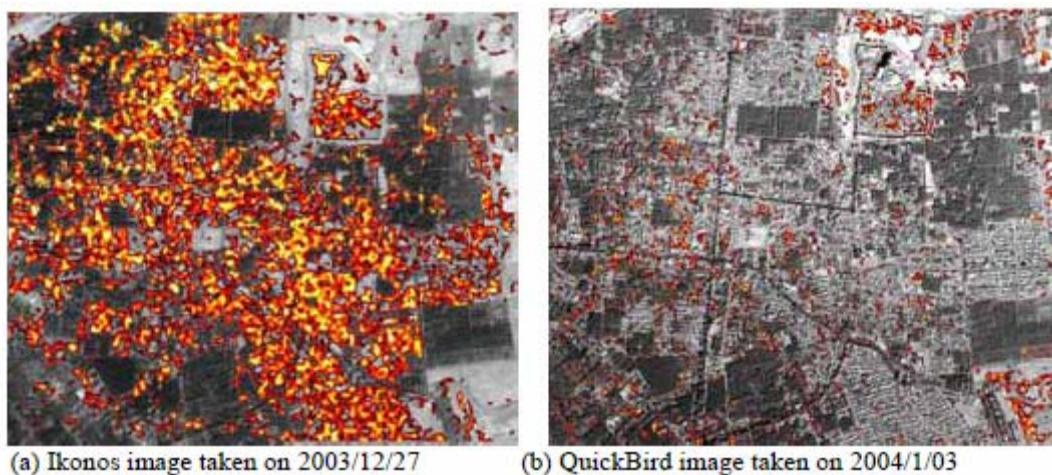 (a) Ikonos image taken on 2003/12/27
(b) QuickBird image taken on 2004/1/03